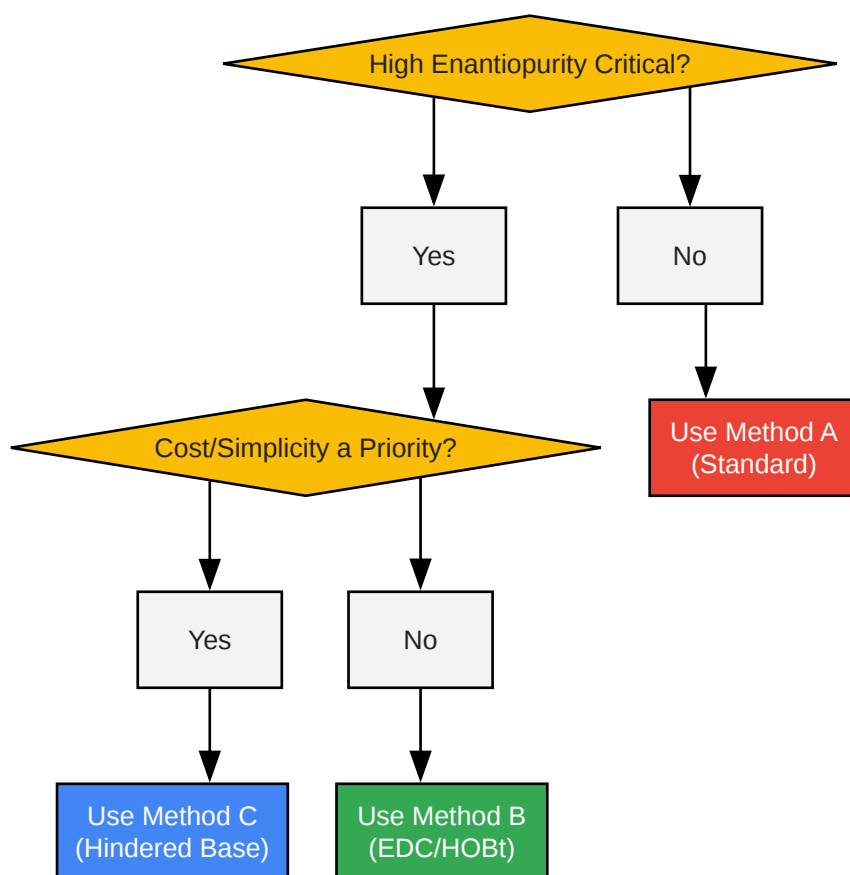 High Enantiopurity Critical?
Yes
No
Cost/Simplicity a Priority?
Use Method A
(Standard)
Yes
No
Use Method C
(Hindered Base)
Use Method B
(EDC/HOBt)